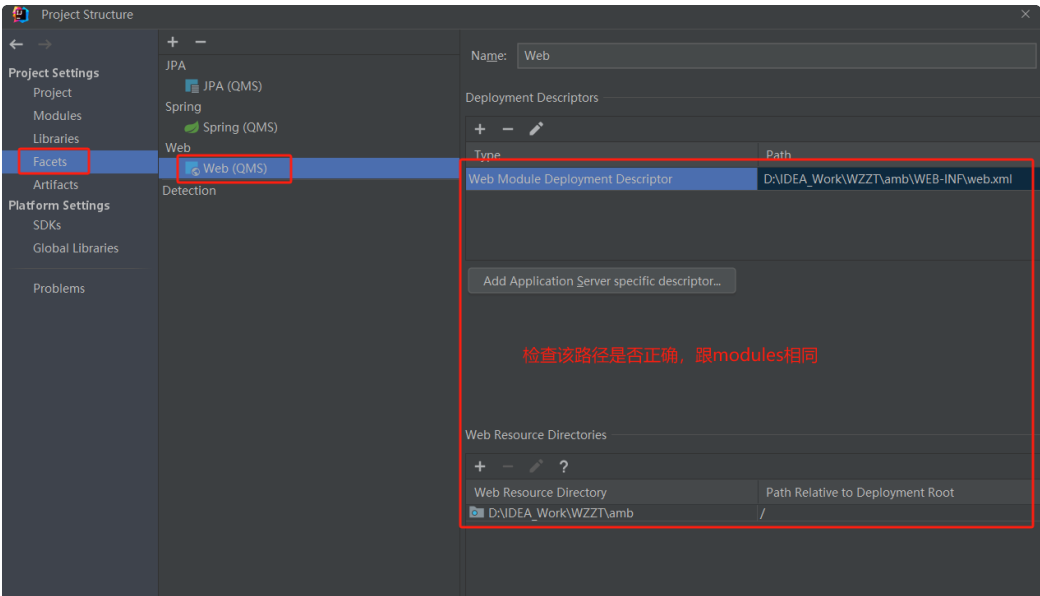 Project Structure
Project Settings
Project
Modules
Libraries
Facets
Artifacts
Platform Settings
SDKs
Global Libraries
Problems
JPA
JPA (QMS)
Spring
Spring (QMS)
Web
Web (QMS)
Detection
Name: Web
Deployment Descriptors
Type Path
Web Module Deployment Descriptor D:\IDEA_Work\WZZT\amb\WEB-INF\web.xml
Add Application Server specific descriptor...
检查该路径是否正确，跟modules相同
Web Resource Directories
Web Resource Directory Path Relative to Deployment Root
D:\IDEA_Work\WZZT\amb /